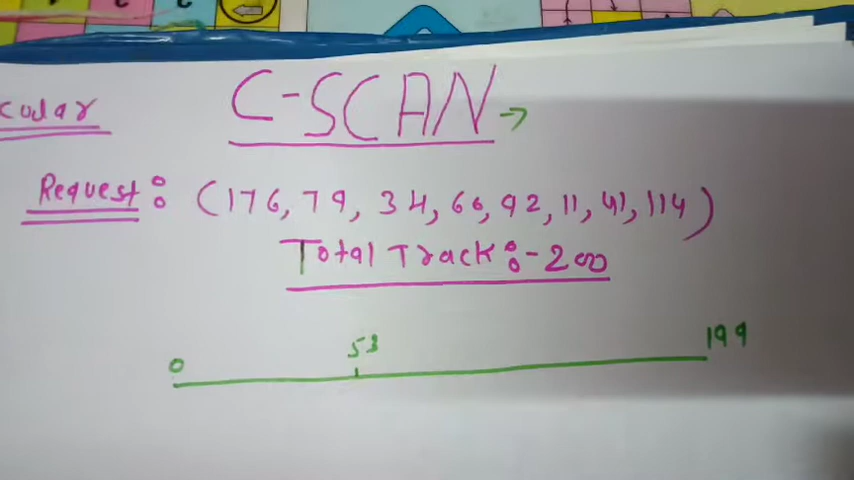 cular
C-SCAN →
Request: (176, 79, 34, 60, 92, 11, 41, 114)
Total Track:- 200
0 53 199